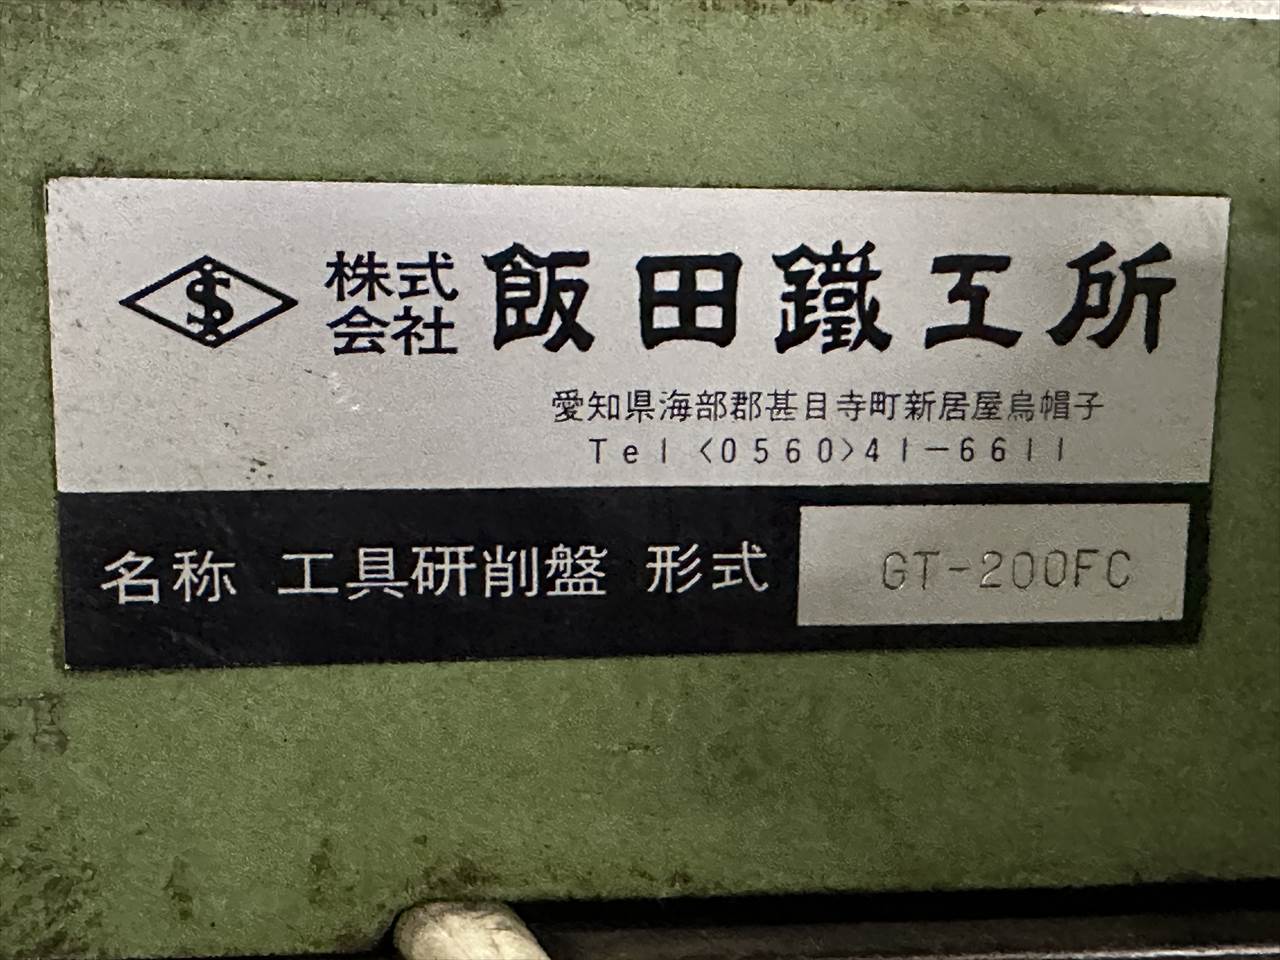 株式会社 飯田鐵工所
愛知県海部郡甚目寺町新居屋烏帽子
Tel <0560>41-6611
名称 工具研削盤 形式 GT-200FC